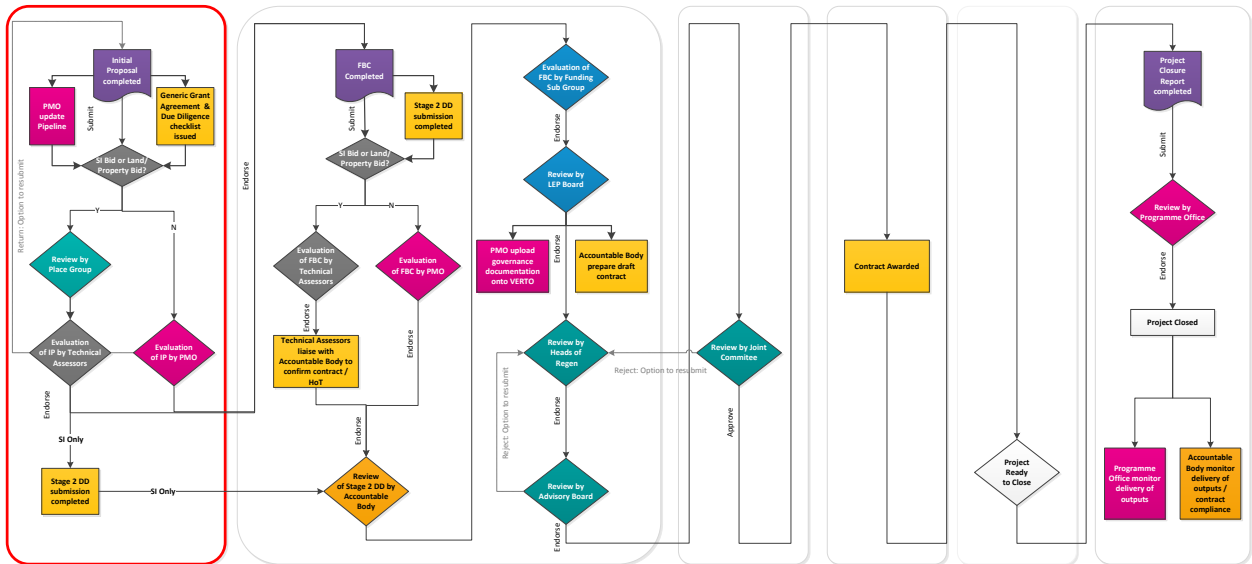 Initial
Proposal
completed
PMO
update
Pipeline
Submit
Generic Grant
Agreement &
Due Diligence
checklist
issued
SI Bid or Land/
Property Bid?
Return: Option to resubmit
Y
N
Review by
Place Group
Evaluation
of IP by Technical
Assessors
Evaluation
of IP by PMO
Endorse
SI Only
Stage 2 DD
submission
completed
SI Only
Endorse
FBC
Completed
Submit
Stage 2 DD
submission
completed
SI Bid or Land/
Property Bid?
Y
N
Evaluation
of FBC by
Technical
Assessors
Evaluation
of FBC by PMO
Endorse
Endorse
Technical Assessors
liaise with
Accountable Body to
confirm contract /
HoT
Endorse
Review
of Stage 2 DD by
Accountable
Body
Evaluation of
FBC by Funding
Sub Group
Endorse
Review by
LEP Board
PMO upload
governance
documentation
onto VERTO
Endorse
Accountable Body
prepare draft
contract
Review by
Heads of
Regen
Reject: Option to resubmit
Endorse
Review by
Advisory Board
Endorse
Reject: Option to resubmit
Review by Joint
Commitee
Approve
Contract Awarded
Project
Ready
to Close
Project
Closure
Report
completed
Submit
Review by
Programme Office
Endorse
Project Closed
Programme
Office monitor
delivery of
outputs
Accountable
Body monitor
delivery of
outputs /
contract
compliance